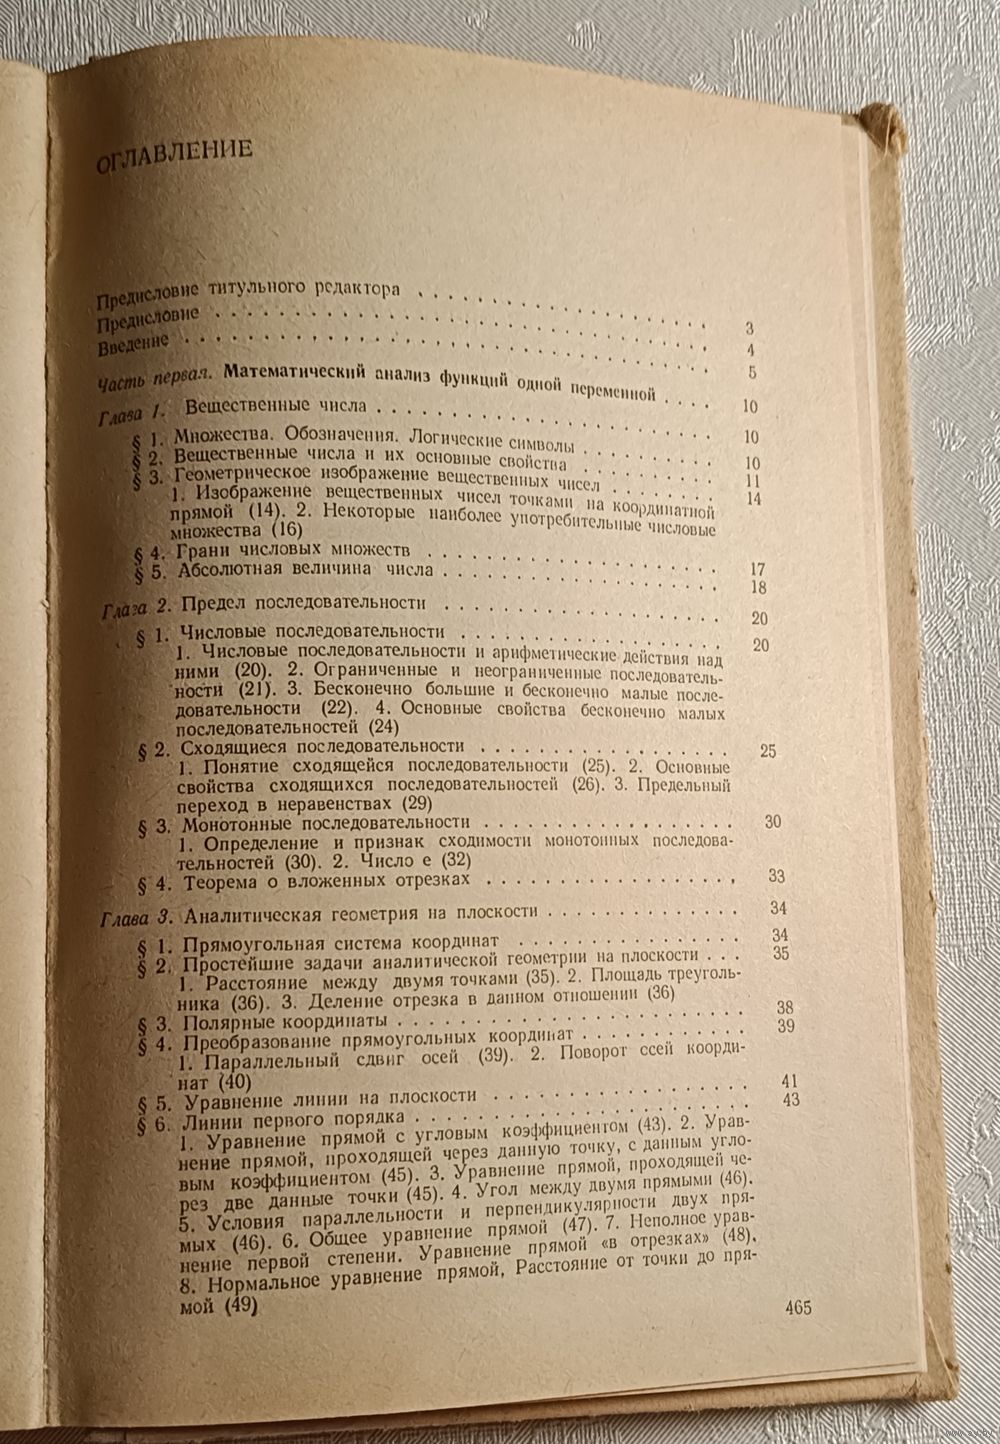 ОГЛАВЛЕНИЕ
Предисловие титульного редактора . . . . . . . . . . . . . . . 3
Предисловие . . . . . . . . . . . . . . . . . . . . . . . . . 4
Введение . . . . . . . . . . . . . . . . . . . . . . . . . . 5
Часть первая. Математический анализ функций одной переменной . . . . 10
Глава 1. Вещественные числа . . . . . . . . . . . . . . . . . 10
§ 1. Множества. Обозначения. Логические символы . . . . . . . . 10
§ 2. Вещественные числа и их основные свойства . . . . . . . . 11
§ 3. Геометрическое изображение вещественных чисел . . . . . . 14
1. Изображение вещественных чисел точками на координатной
прямой (14). 2. Некоторые наиболее употребительные числовые
множества (16)
§ 4. Грани числовых множеств . . . . . . . . . . . . . . . 17
§ 5. Абсолютная величина числа . . . . . . . . . . . . . . 18
Глава 2. Предел последовательности . . . . . . . . . . . . . . 20
§ 1. Числовые последовательности . . . . . . . . . . . . . 20
1. Числовые последовательности и арифметические действия над
ними (20). 2. Ограниченные и неограниченные последователь-
ности (21). 3. Бесконечно большие и бесконечно малые после-
довательности (22). 4. Основные свойства бесконечно малых
последовательностей (24)
§ 2. Сходящиеся последовательности . . . . . . . . . . . . . 25
1. Понятие сходящейся последовательности (25). 2. Основные
свойства сходящихся последовательностей (26). 3. Предельный
переход в неравенствах (29)
§ 3. Монотонные последовательности . . . . . . . . . . . . . 30
1. Определение и признак сходимости монотонных последова-
тельностей (30). 2. Число е (32)
§ 4. Теорема о вложенных отрезках . . . . . . . . . . . . . 33
Глава 3. Аналитическая геометрия на плоскости . . . . . . . . . . 34
§ 1. Прямоугольная система координат . . . . . . . . . . . . 34
§ 2. Простейшие задачи аналитической геометрии на плоскости . . . 35
1. Расстояние между двумя точками (35). 2. Площадь треуголь-
ника (36). 3. Деление отрезка в данном отношении (36)
§ 3. Полярные координаты . . . . . . . . . . . . . . . . . . 38
§ 4. Преобразование прямоугольных координат . . . . . . . . . 39
1. Параллельный сдвиг осей (39). 2. Поворот осей коорди-
нат (40)
§ 5. Уравнение линии на плоскости . . . . . . . . . . . . . 41
§ 6. Линии первого порядка . . . . . . . . . . . . . . . . . 43
1. Уравнение прямой с угловым коэффициентом (43). 2. Урав-
нение прямой, проходящей через данную точку, с данным угло-
вым коэффициентом (45). 3. Уравнение прямой, проходящей че-
рез две данные точки (45). 4. Угол между двумя прямыми (46).
5. Условия параллельности и перпендикулярности двух пря-
мых (46). 6. Общее уравнение прямой (47). 7. Неполное урав-
нение первой степени. Уравнение прямой «в отрезках» (48).
8. Нормальное уравнение прямой. Расстояние от точки до пря-
мой (49)
465